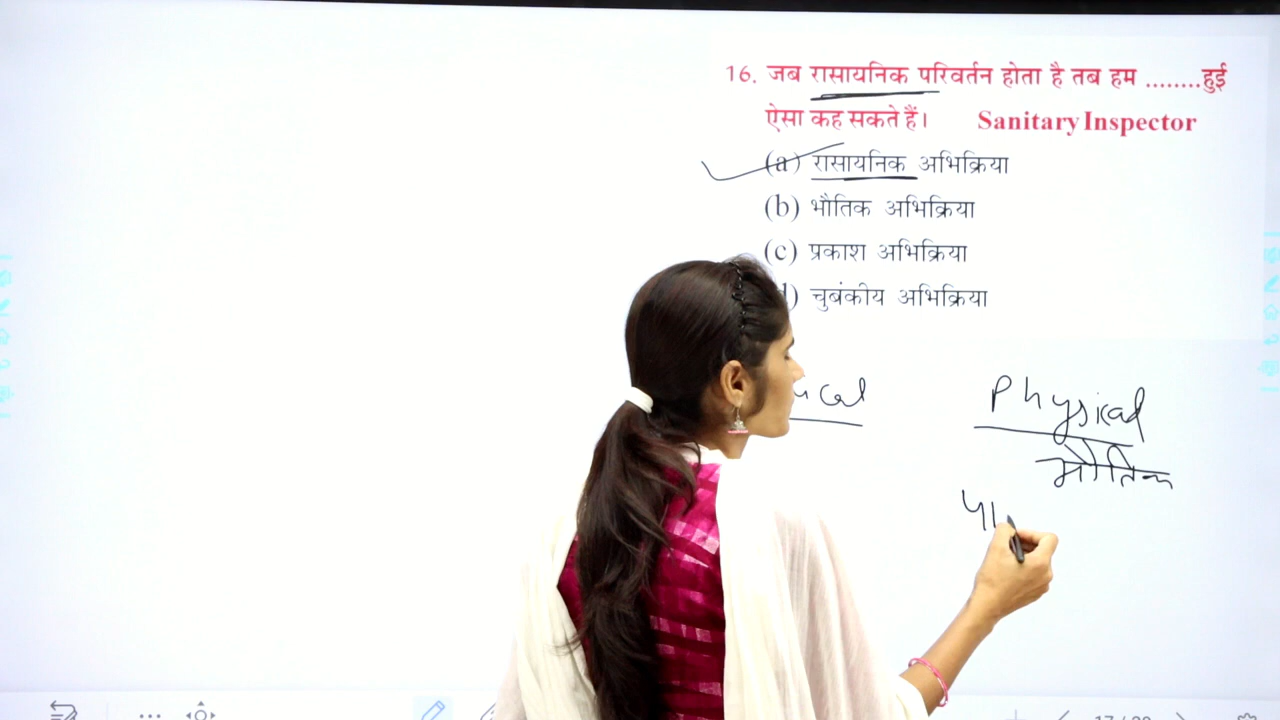 16. जब रासायनिक परिवर्तन होता है तब हम ........हुई
ऐसा कह सकते हैं। Sanitary Inspector
(a) रासायनिक अभिक्रिया
(b) भौतिक अभिक्रिया
(c) प्रकाश अभिक्रिया
) चुबंकीय अभिक्रिया
cal Physical
भौतिक
पा